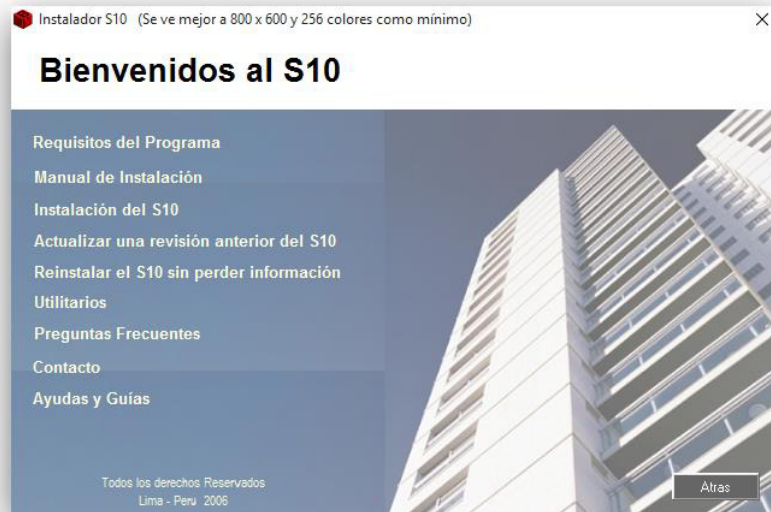 Instalador S10 (Se ve mejor a 800 x 600 y 256 colores como mínimo)
Bienvenidos al S10
Requisitos del Programa
Manual de Instalación
Instalación del S10
Actualizar una revisión anterior del S10
Reinstalar el S10 sin perder información
Utilitarios
Preguntas Frecuentes
Contacto
Ayudas y Guías
Todos los derechos Reservados
Lima - Peru 2006
Atras